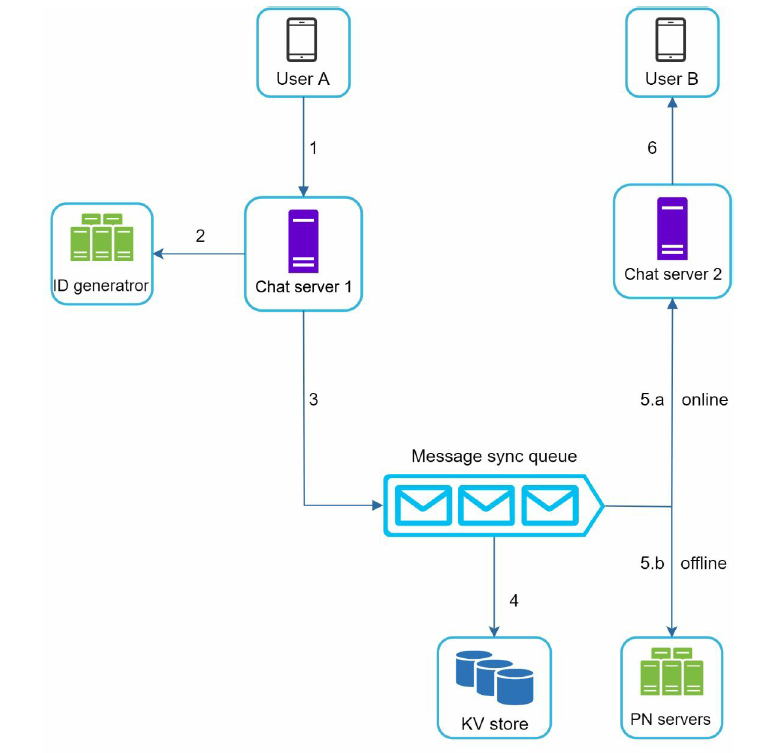 User A
User B
1
6
2
ID generatror
Chat server 1
Chat server 2
3
5.a online
Message sync queue
5.b offline
4
KV store
PN servers